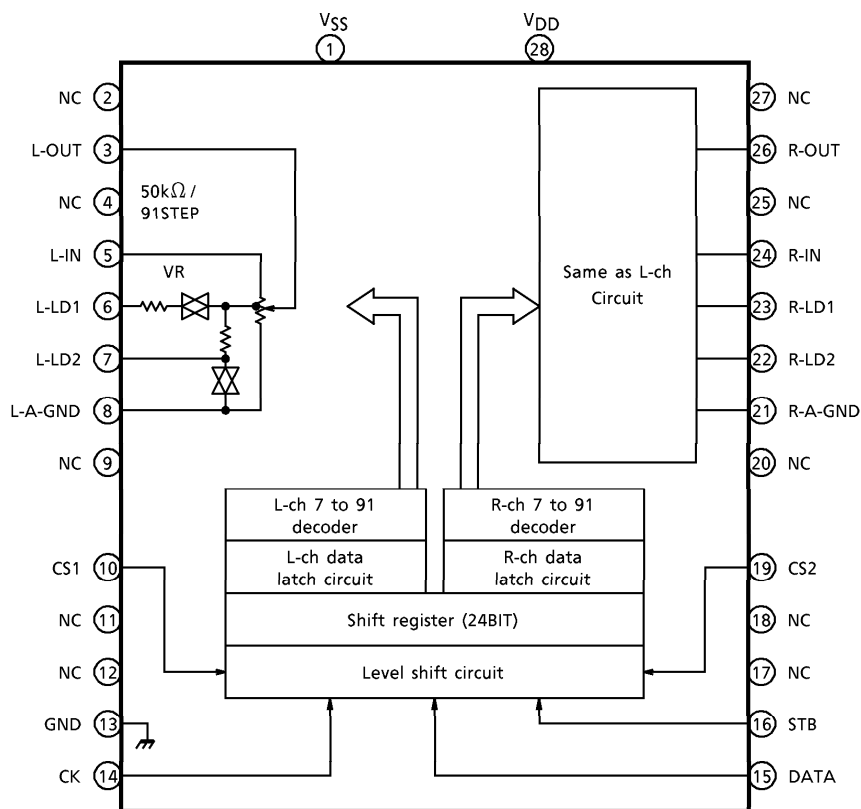 VSS
VDD
1
28
NC 2
27 NC
L-OUT 3
26 R-OUT
NC 4
50kΩ /
91STEP
25 NC
L-IN 5
24 R-IN
VR
Same as L-ch
Circuit
L-LD1 6
23 R-LD1
L-LD2 7
22 R-LD2
L-A-GND 8
21 R-A-GND
NC 9
20 NC
L-ch 7 to 91
decoder
R-ch 7 to 91
decoder
L-ch data
latch circuit
R-ch data
latch circuit
CS1 10
19 CS2
NC 11
Shift register (24BIT)
18 NC
NC 12
Level shift circuit
17 NC
GND 13
16 STB
CK 14
15 DATA